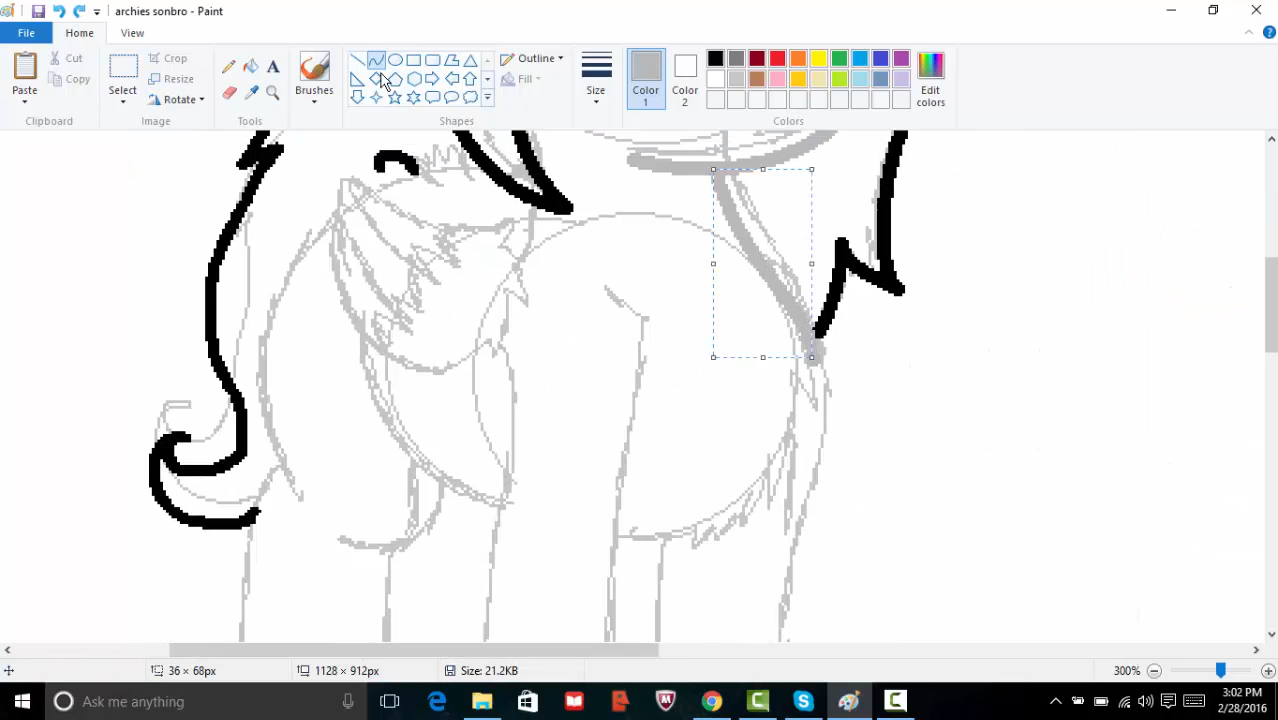 archies sonbro - Paint
File
Home
View
Paste
Cut
Copy
Clipboard
Select
Crop
Resize
Rotate
Image
A
Tools
Brushes
Shapes
Outline
Fill
Size
Color
1
Color
2
Edit
colors
Colors
36 × 68px
1128 × 912px
Size: 21.2KB
300%
Ask me anything
3:02 PM
2/28/2016